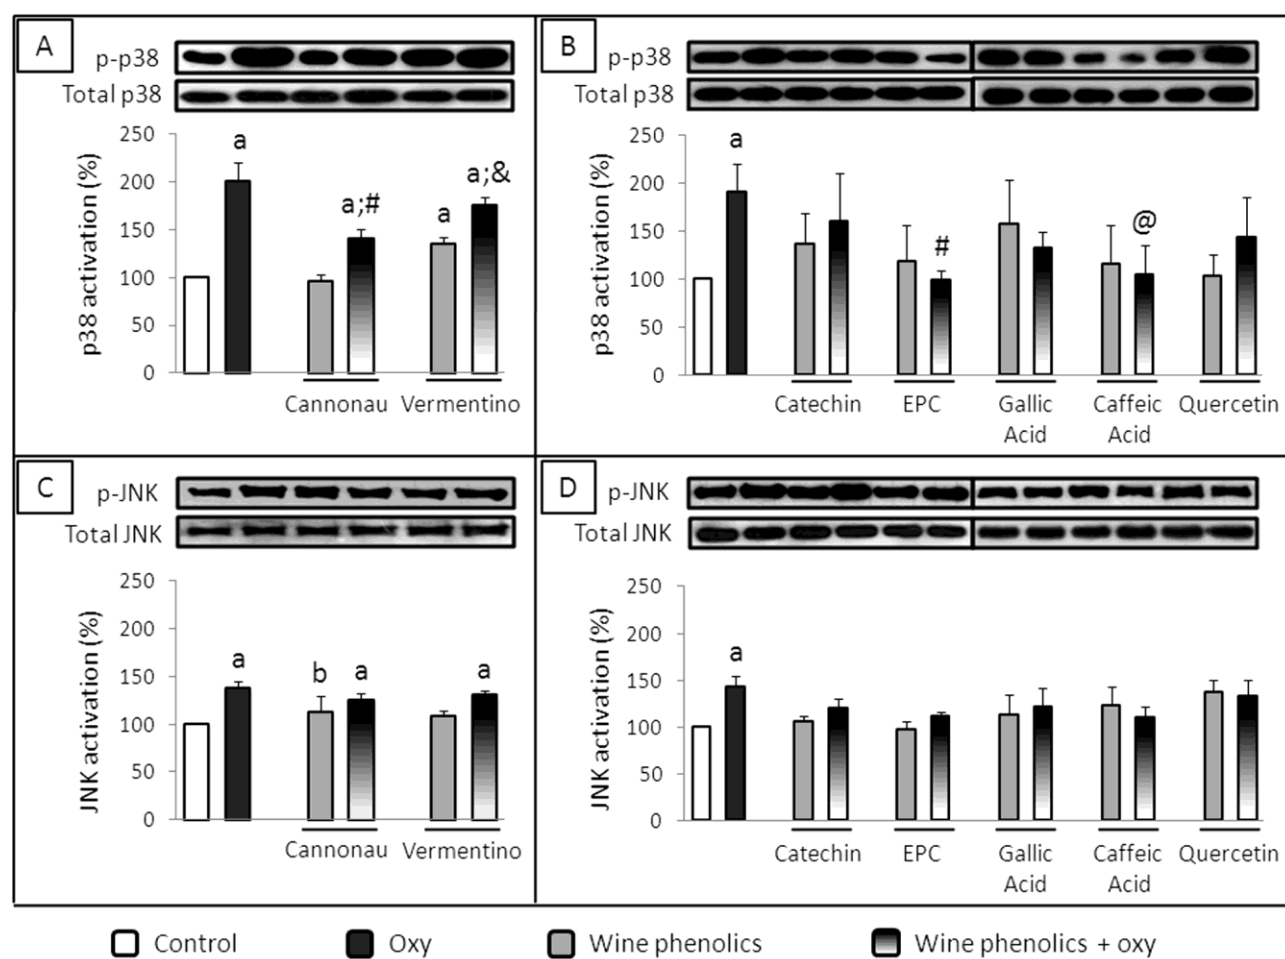 A
p-p38
Total p38
p38 activation (%)
250
200
150
100
50
0
a
a;#
a
a;&
Cannonau Vermentino
B
p-p38
Total p38
p38 activation (%)
250
200
150
100
50
0
a
#
@
Catechin EPC Gallic Caffeic Quercetin
Acid Acid
C
p-JNK
Total JNK
JNK activation (%)
250
200
150
100
50
0
a
b
a
a
Cannonau Vermentino
D
p-JNK
Total JNK
JNK activation (%)
250
200
150
100
50
0
a
Catechin EPC Gallic Caffeic Quercetin
Acid Acid
Control Oxy Wine phenolics Wine phenolics + oxy